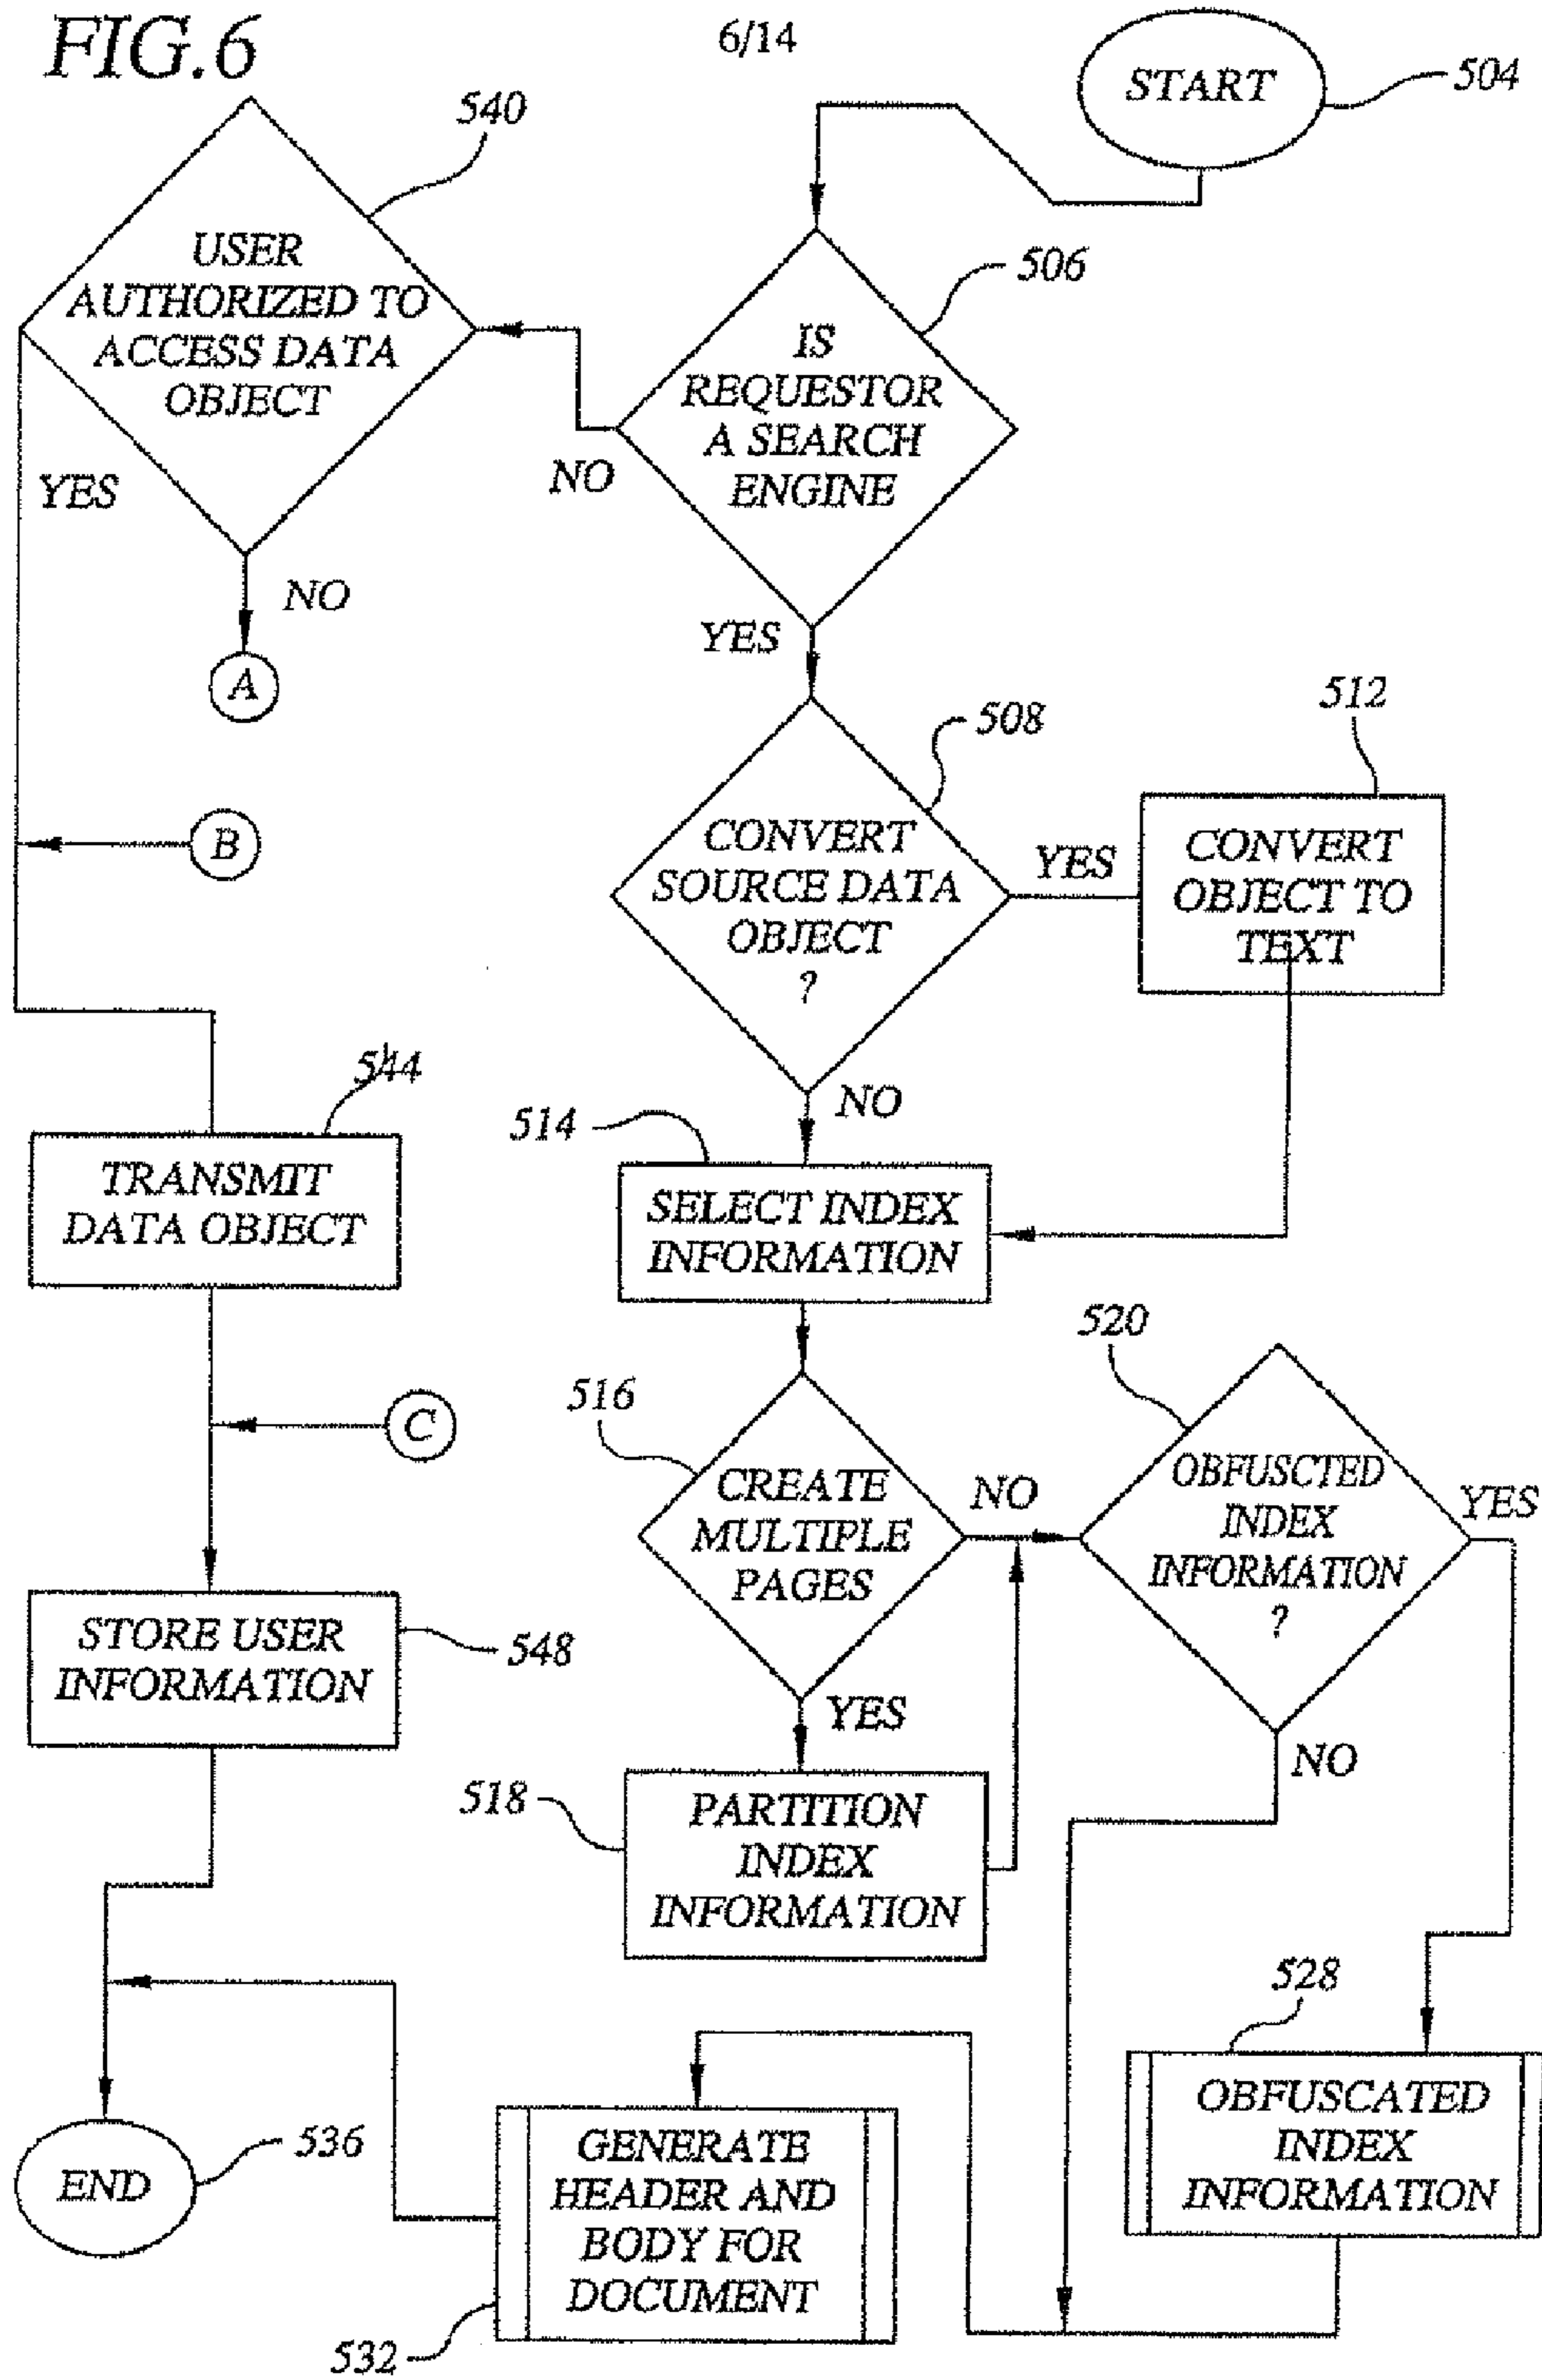 FIG.6
6/14
START
504
540
USER
AUTHORIZED TO
ACCESS DATA
OBJECT
YES
NO
A
506
IS
REQUESTOR
A SEARCH
ENGINE
NO
YES
508
CONVERT
SOURCE DATA
OBJECT
?
YES
NO
512
CONVERT
OBJECT TO
TEXT
B
544
TRANSMIT
DATA OBJECT
514
SELECT INDEX
INFORMATION
C
516
CREATE
MULTIPLE
PAGES
NO
YES
520
OBFUSCTED
INDEX
INFORMATION
?
YES
NO
548
STORE USER
INFORMATION
518
PARTITION
INDEX
INFORMATION
528
OBFUSCATED
INDEX
INFORMATION
536
END
GENERATE
HEADER AND
BODY FOR
DOCUMENT
532